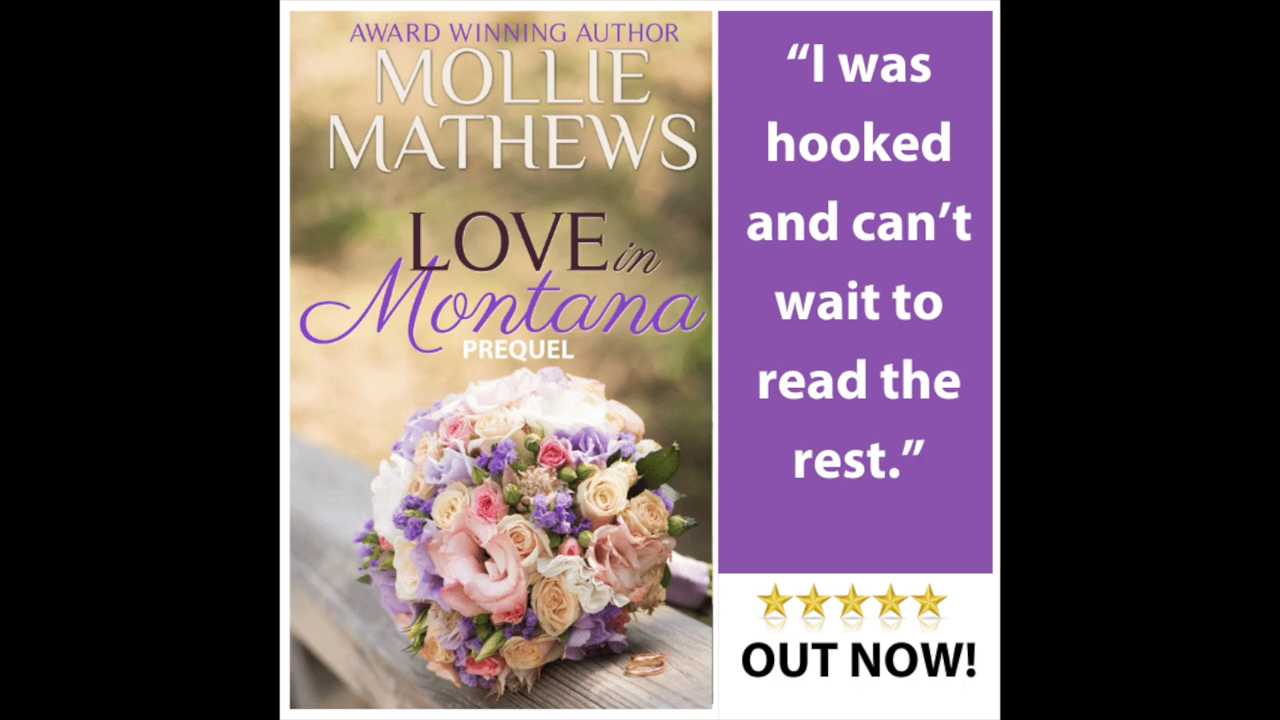 AWARD WINNING AUTHOR
MOLLIE
MATHEWS
LOVE in
Montana
PREQUEL
“I was
hooked
and can’t
wait to
read the
rest.”
OUT NOW!